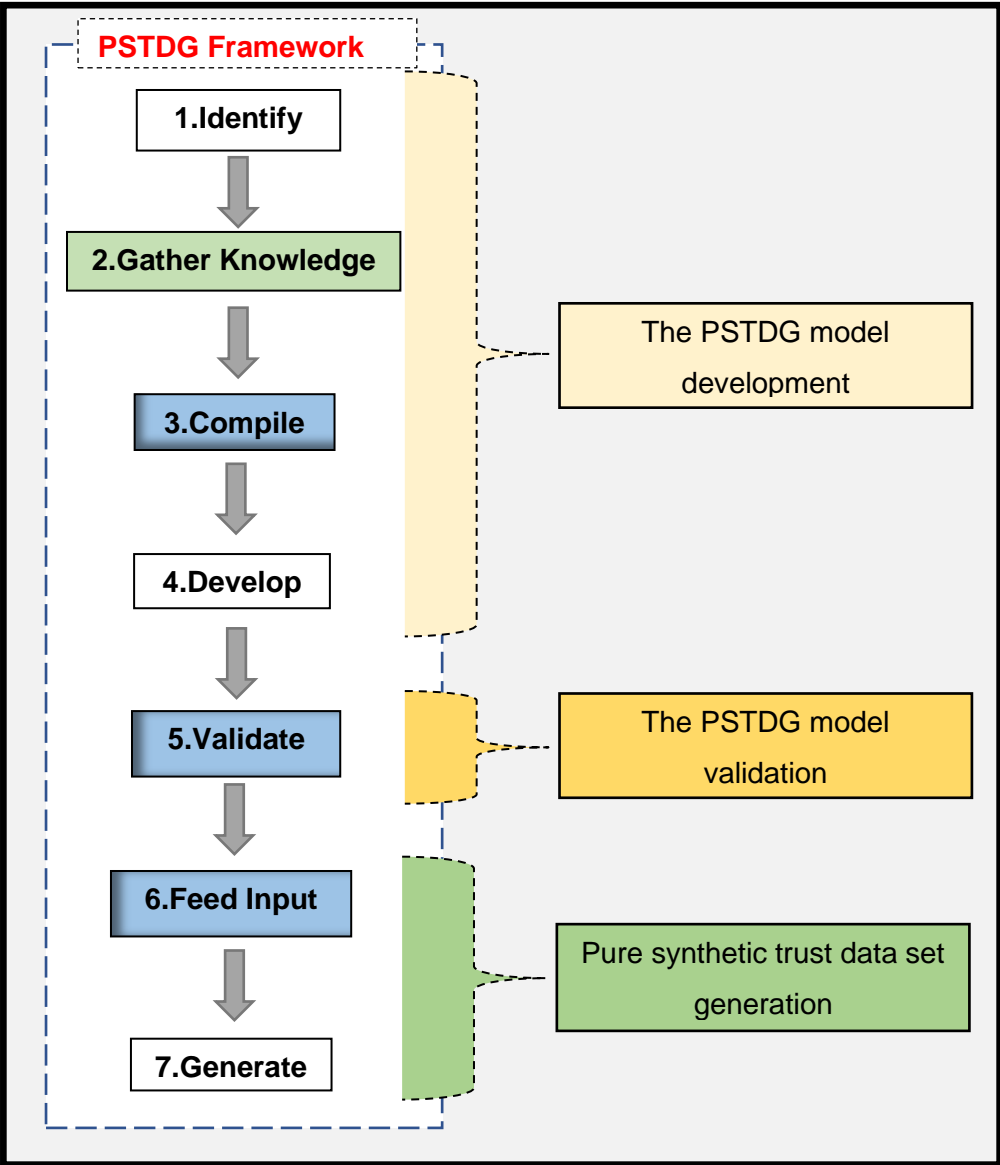 PSTDG Framework
1.Identify
2.Gather Knowledge
3.Compile
4.Develop
5.Validate
6.Feed Input
7.Generate
The PSTDG model
development
The PSTDG model
validation
Pure synthetic trust data set
generation